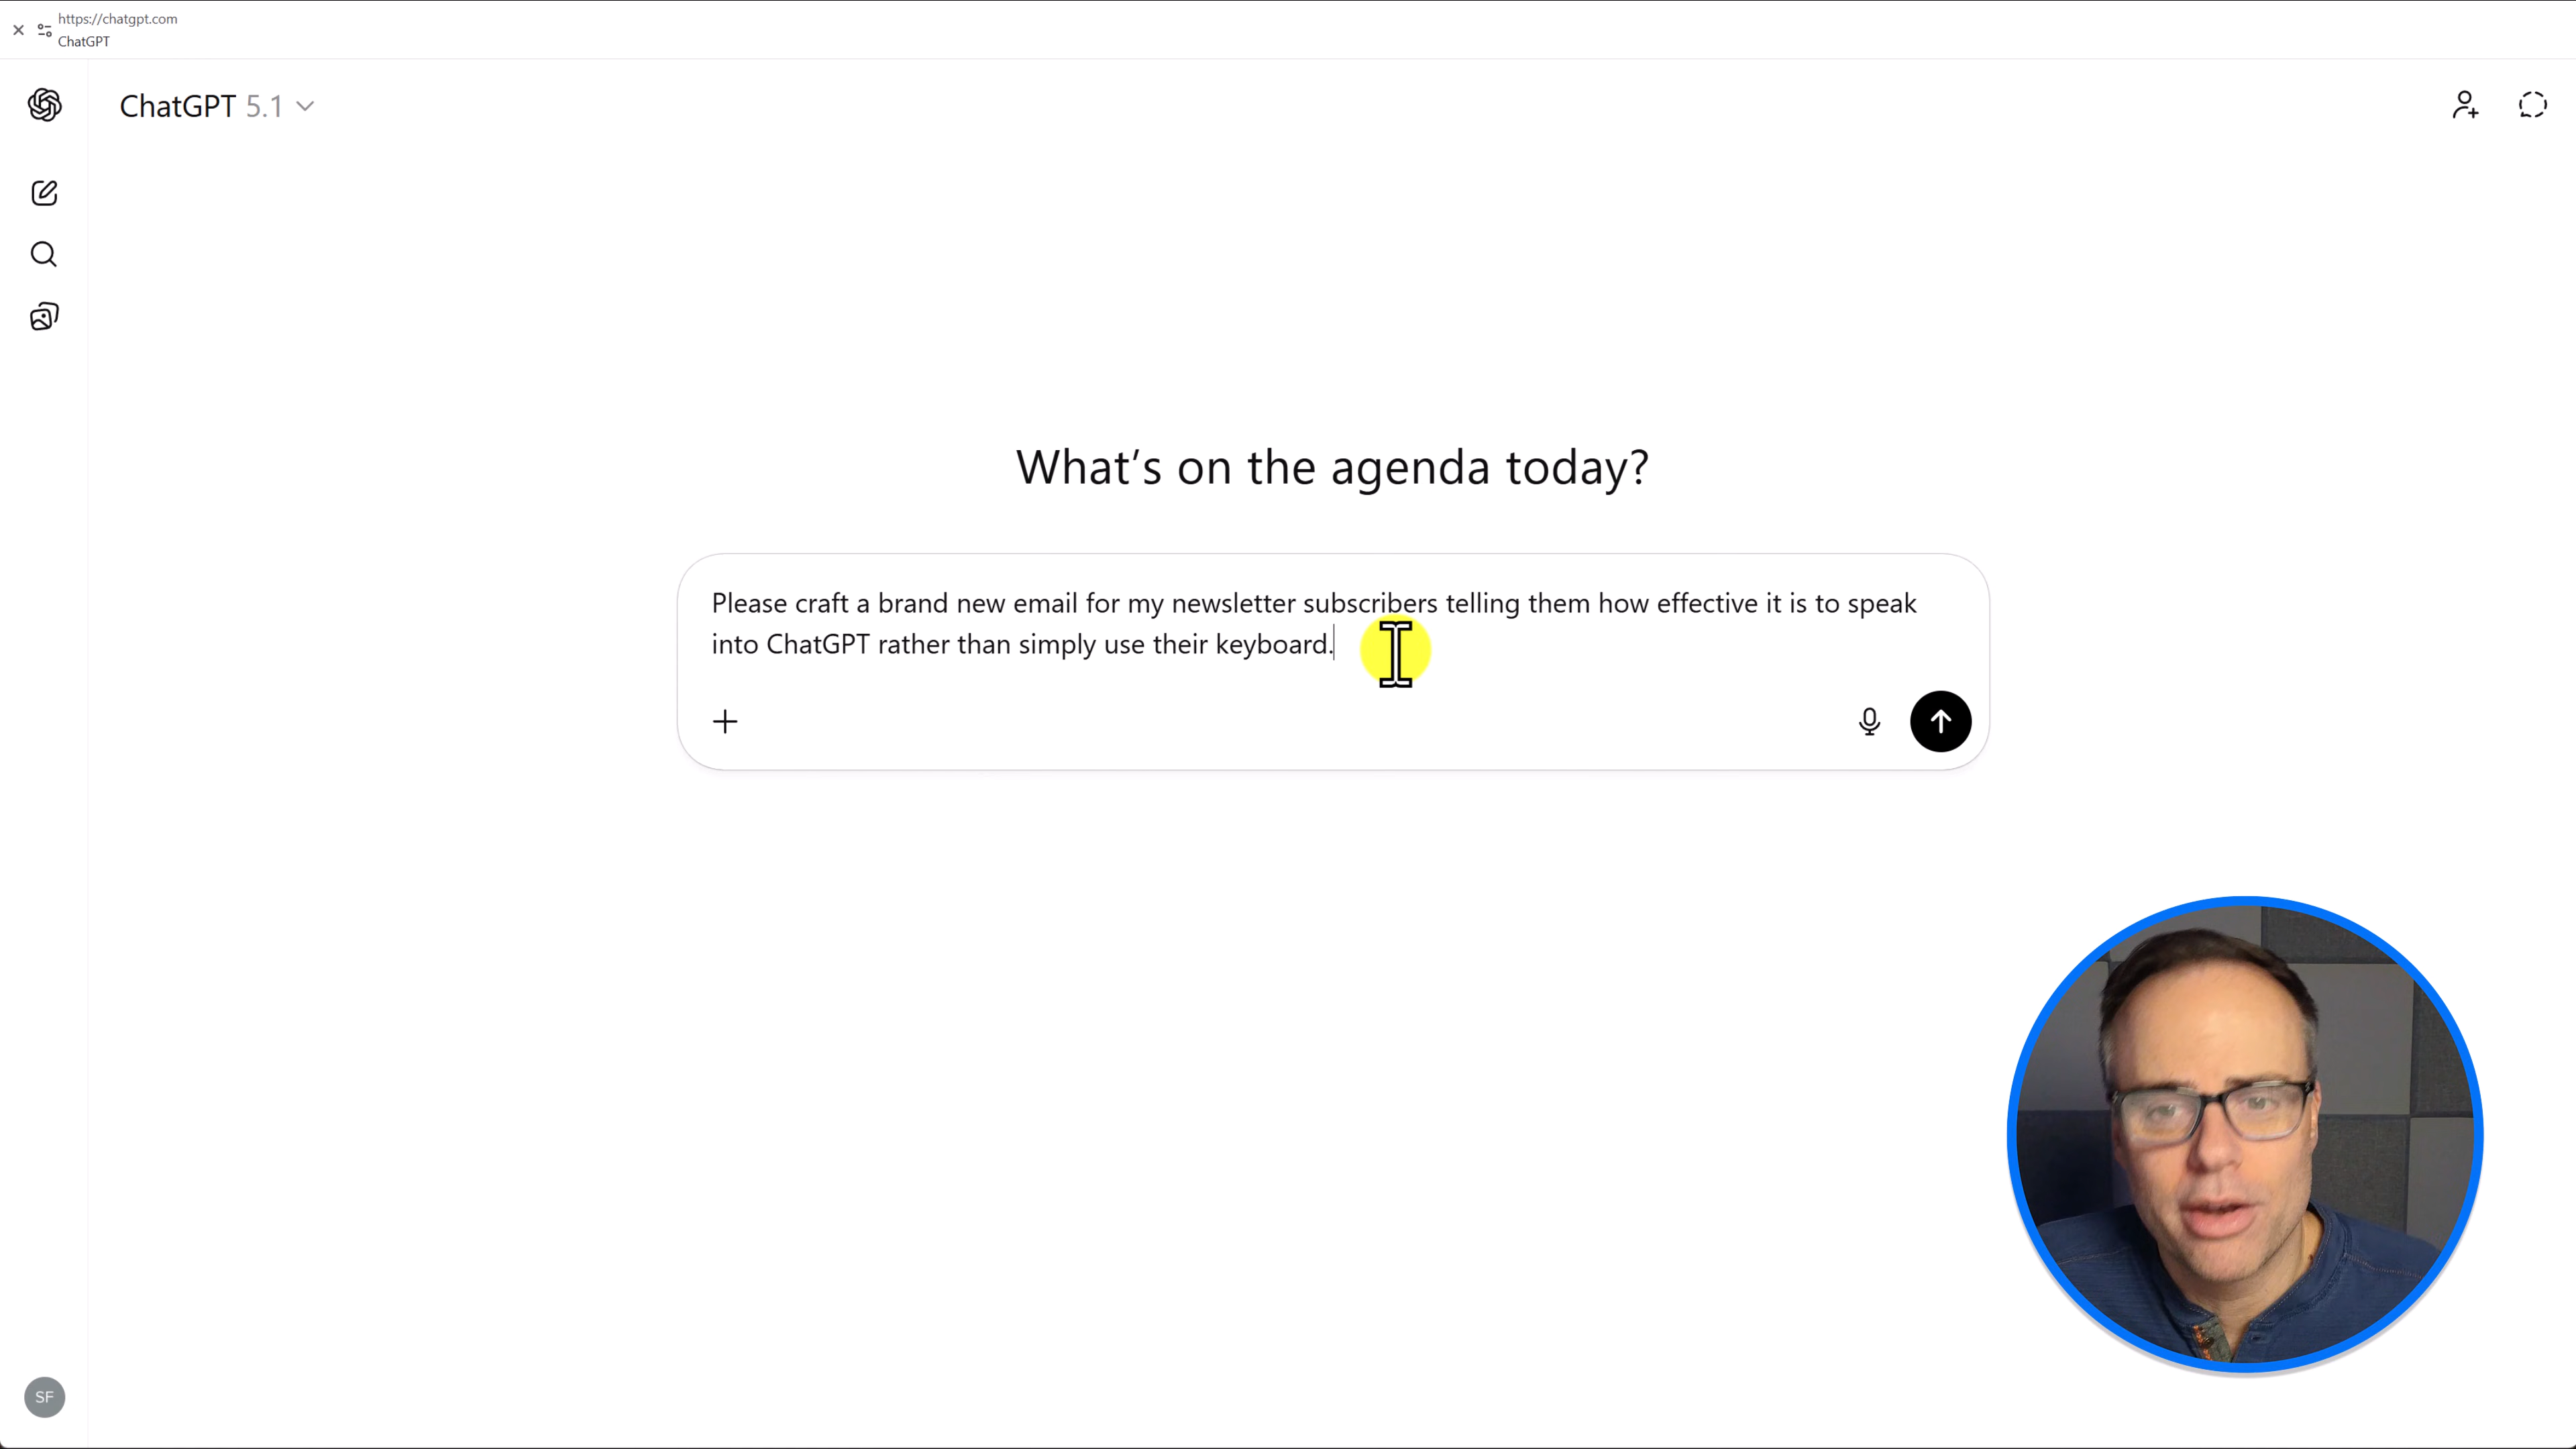 https://chatgpt.com
ChatGPT
ChatGPT 5.1
What's on the agenda today?
Please craft a brand new email for my newsletter subscribers telling them how effective it is to speak
into ChatGPT rather than simply use their keyboard.
SF